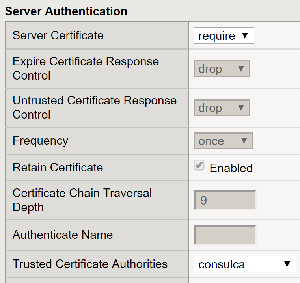 Server Authentication
Server Certificate require
Expire Certificate Response
Control drop
Untrusted Certificate Response
Control drop
Frequency once
Retain Certificate Enabled
Certificate Chain Traversal
Depth 9
Authenticate Name
Trusted Certificate Authorities consulca